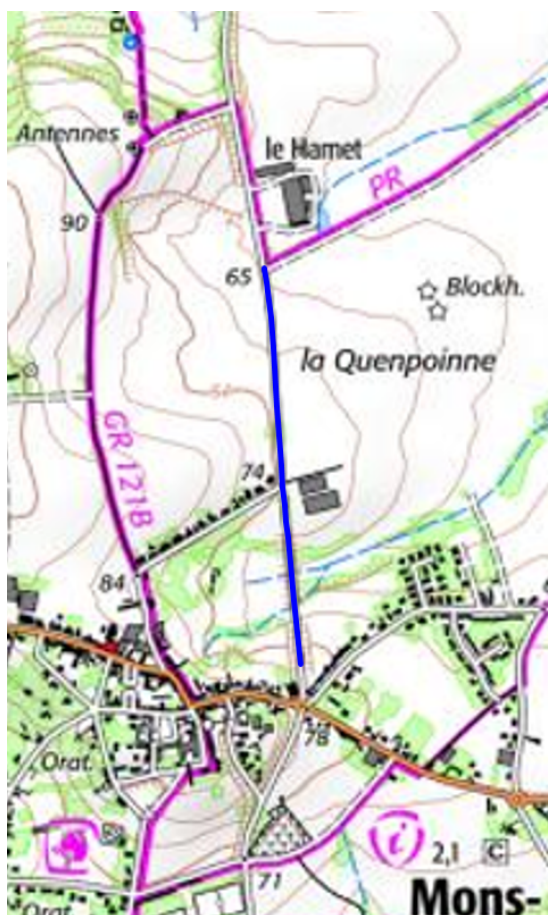 Antennes
le Hamet
PR
90
65
Blockh.
la Quenpoinne
GR 121B
74
84
78
Orat.
2,1
C
71
Mons-
Orat.